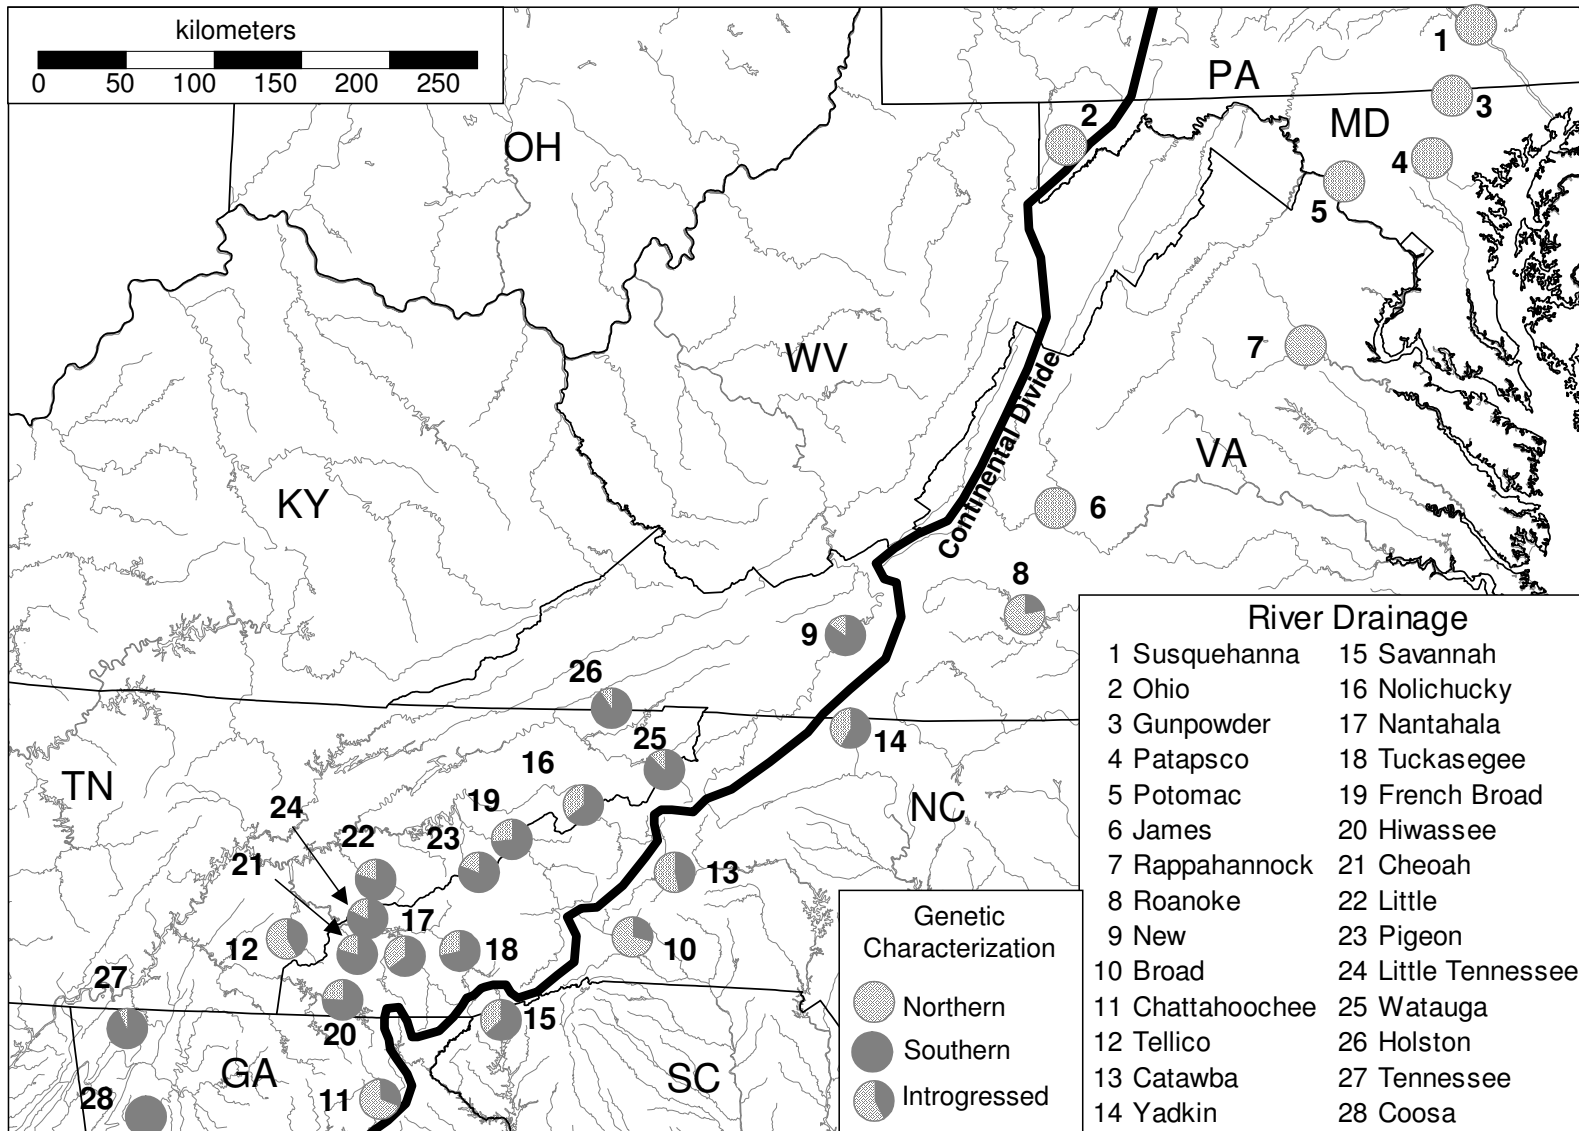 kilometers
0 50 100 150 200 250
1
PA
2
3
MD
OH
4
5
WV
7
Continental Divide
VA
KY
6
8
9
26
14
25
16
TN
24
19
NC
22
23
21
13
17
12
18
10
27
15
20
GA
SC
28
11
Genetic
Characterization
Northern
Southern
Introgressed
River Drainage
1 Susquehanna
2 Ohio
3 Gunpowder
4 Patapsco
5 Potomac
6 James
7 Rappahannock
8 Roanoke
9 New
10 Broad
11 Chattahoochee
12 Tellico
13 Catawba
14 Yadkin
15 Savannah
16 Nolichucky
17 Nantahala
18 Tuckasegee
19 French Broad
20 Hiwassee
21 Cheoah
22 Little
23 Pigeon
24 Little Tennessee
25 Watauga
26 Holston
27 Tennessee
28 Coosa